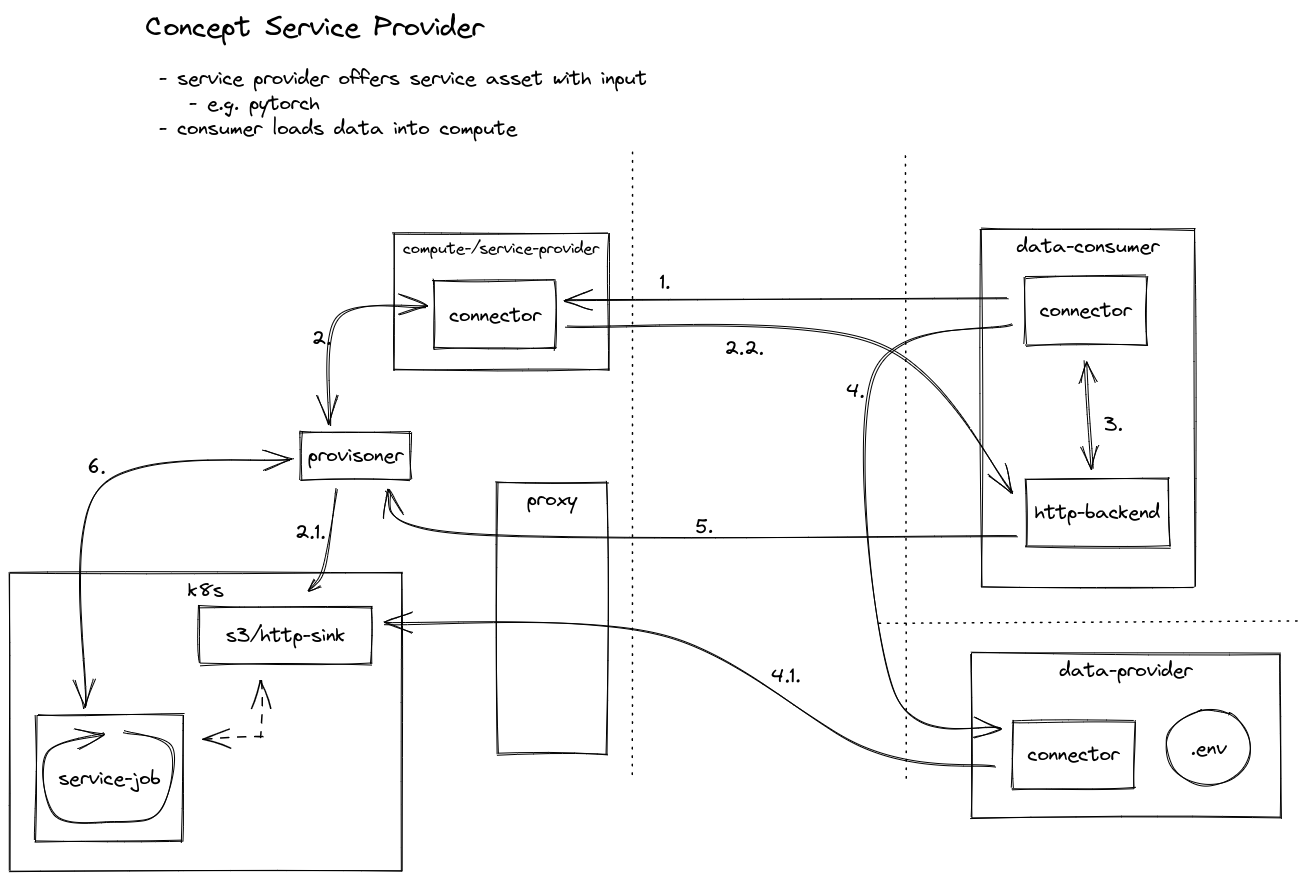 Concept Service Provider
- service provider offers service asset with input
- e.g. pytorch
- consumer loads data into compute
compute-/service-provider
connector
data-consumer
connector
1.
2.
2.2.
4.
3.
provisoner
6.
proxy
http-backend
2.1.
5.
k8s
s3/http-sink
4.1.
data-provider
connector
.env
service-job